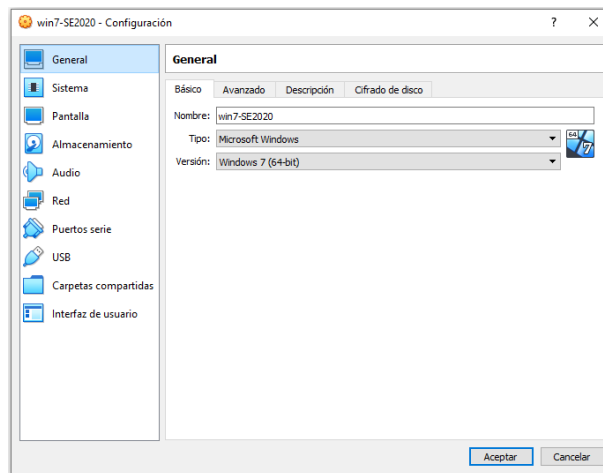 win7-SE2020 - Configuración
General
Sistema
Pantalla
Almacenamiento
Audio
Red
Puertos serie
USB
Carpetas compartidas
Interfaz de usuario
General
Básico Avanzado Descripción Cifrado de disco
Nombre: win7-SE2020
Tipo: Microsoft Windows
Versión: Windows 7 (64-bit)
64
7
Aceptar Cancelar